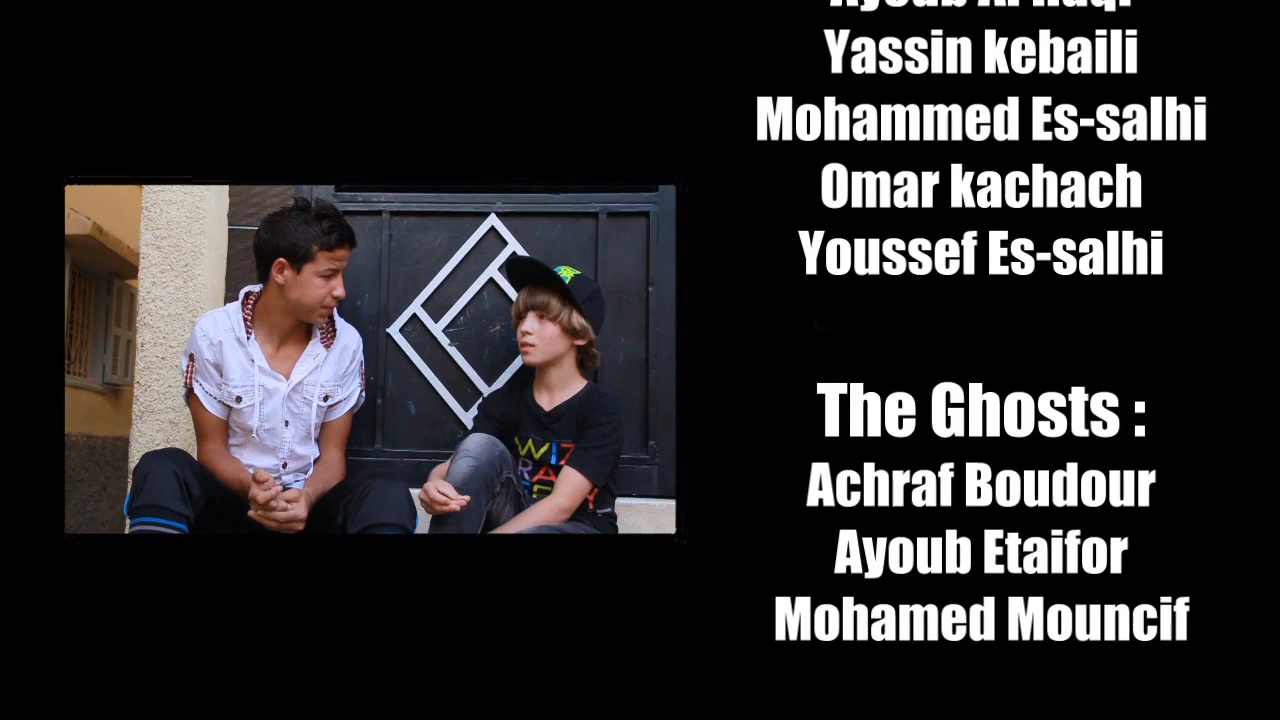 Yassin kebaili
Mohammed Es-salhi
Omar kachach
Youssef Es-salhi
The Ghosts :
Achraf Boudour
Ayoub Etaifor
Mohamed Mouncif